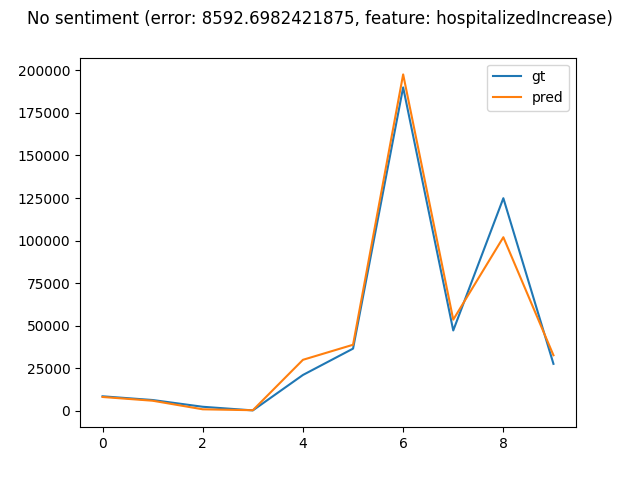 No sentiment (error: 8592.6982421875, feature: hospitalizedIncrease)
gt
pred
200000
175000
150000
125000
100000
75000
50000
25000
0
0 2 4 6 8